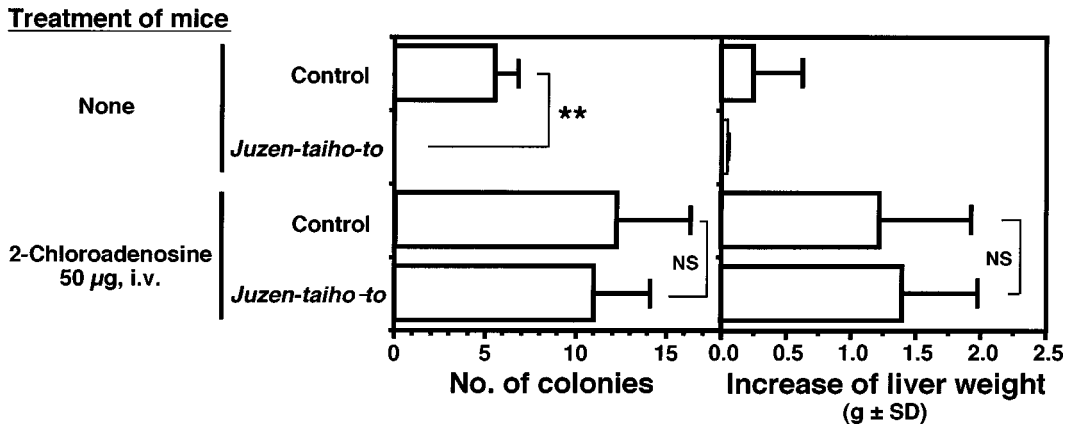 Treatment of mice
None
Control
Juzen-taiho-to
**
2-Chloroadenosine
50 µg, i.v.
Control
Juzen-taiho-to
NS
NS
0 5 10 15
0.0 0.5 1.0 1.5 2.0 2.5
No. of colonies
Increase of liver weight
(g ± SD)